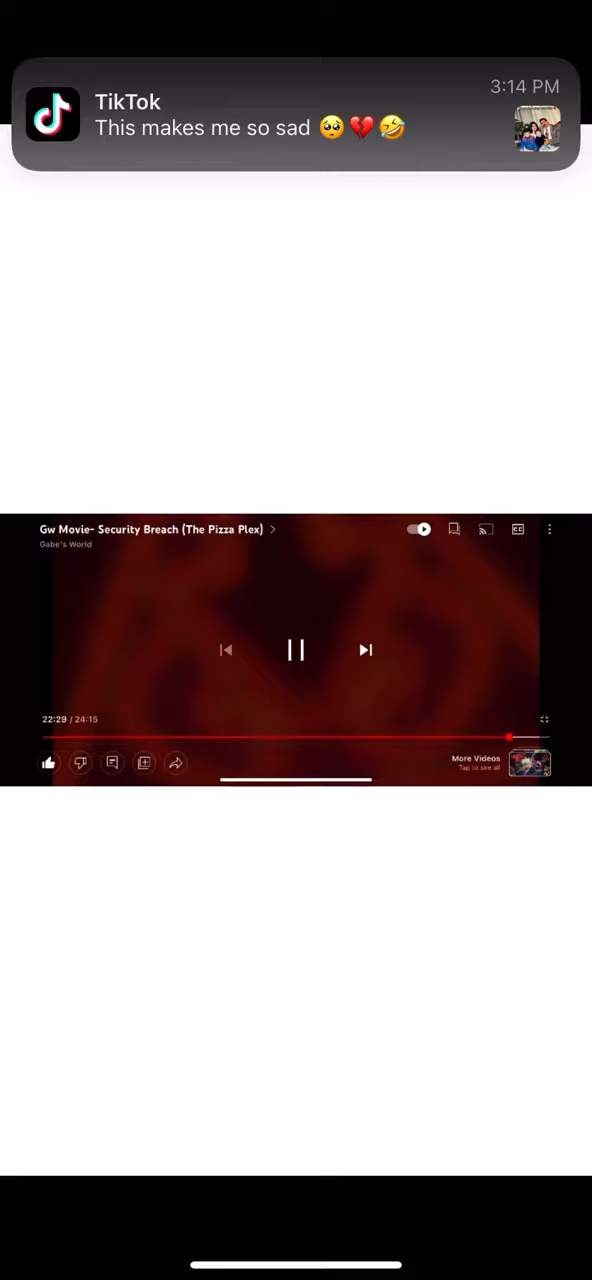 3:14 PM
TikTok
This makes me so sad 🥺💔🤣
Gw Movie- Security Breach (The Pizza Plex)
Gabe's World
CC
22:29 / 24:15
More Videos
Tap to see all